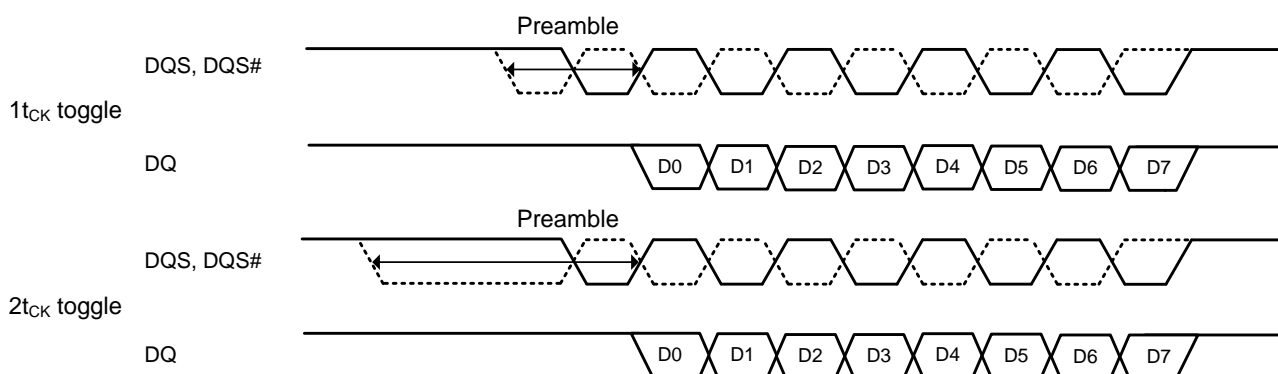 Preamble
DQS, DQS#
1tCK toggle
DQ
D0 D1 D2 D3 D4 D5 D6 D7
Preamble
DQS, DQS#
2tCK toggle
DQ
D0 D1 D2 D3 D4 D5 D6 D7